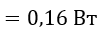 = 0,16 Вт